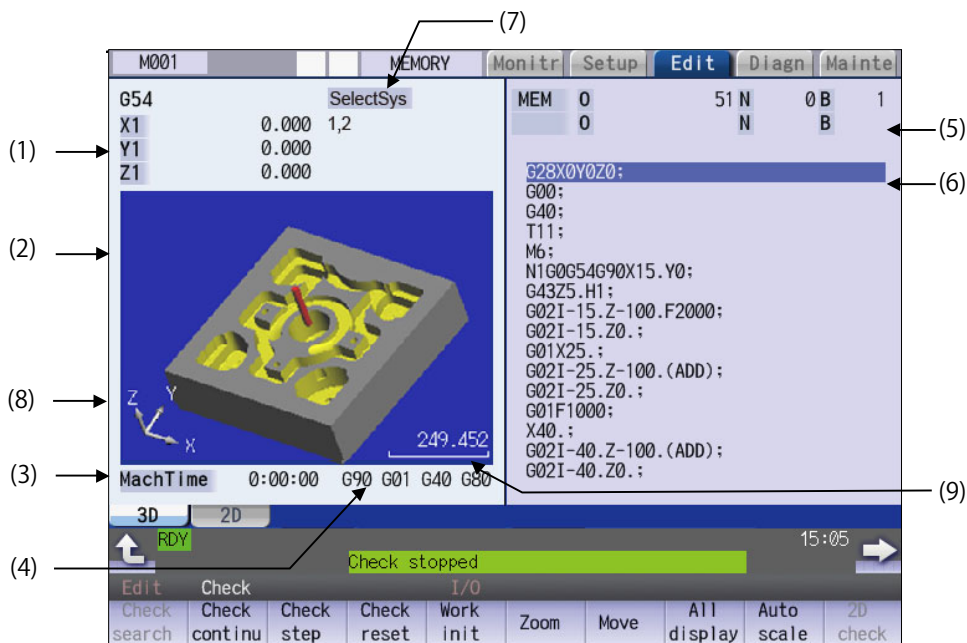 (7)
M001 MEMORY Monitr Setup Edit Diagn Mainte
G54 SelectSys
X1 0.000 1,2
Y1 0.000
Z1 0.000
(1)
(2)
(8)
(3)
(4)
Z Y X
249.452
MachTime 0:00:00 G90 G01 G40 G80
MEM O 51 N 0 B 1
O N B
(5)
(6)
G28X0Y0Z0;
G00;
G40;
T11;
M6;
N1G0G54G90X15.Y0;
G43Z5.H1;
G02I-15.Z-100.F2000;
G02I-15.Z0.;
G01X25.;
G02I-25.Z-100.(ADD);
G02I-25.Z0.;
G01F1000;
X40.;
G02I-40.Z-100.(ADD);
G02I-40.Z0.;
(9)
3D 2D
RDY 15:05
Check stopped
Edit Check I/O
Check search
Check continu
Check step
Check reset
Work init
Zoom
Move
All display
Auto scale
2D check